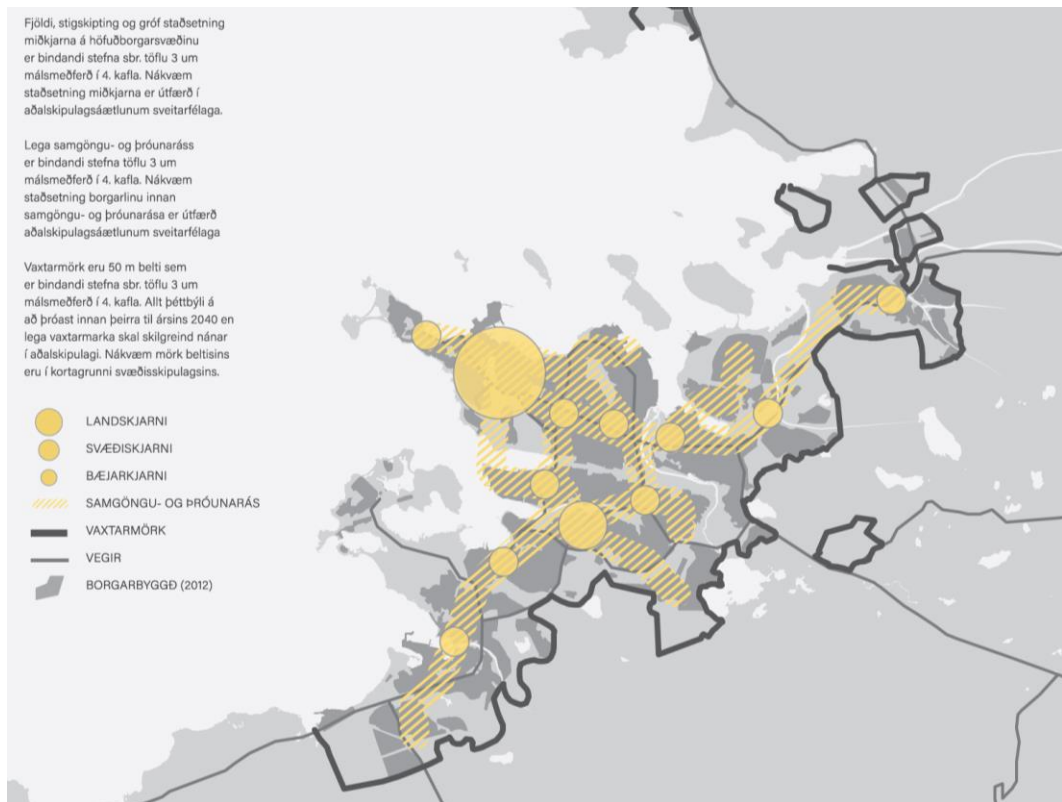 Fjöldi, stigskipting og gróf staðsetning
miðkjarna á höfuðborgarsvæðinu
er bindandi stefna sbr. töflu 3 um
málsmeðferð í 4. kafla. Nákvæm
staðsetning miðkjarna er útfærð í
aðalskipulagsáætlunum sveitarfélaga.
Lega samgöngu- og þróunaráss
er bindandi stefna töflu 3 um
málsmeðferð í 4. kafla. Nákvæm
staðsetning borgarlinu innan
samgöngu- og þróunarása er útfærð
aðalskipulagsáætlunum sveitarfélaga
Vaxtarmörk eru 50 m belti sem
er bindandi stefna sbr. töflu 3 um
málsmeðferð í 4. kafla. Allt þéttbýli á
að þróast innan þeirra til ársins 2040 en
lega vaxtarmarka skal skilgreind nánar
í aðalskipulagi. Nákvæm mörk beltisins
eru í kortagrunni svæðisskipulagsins.
LANDSKJARNI
SVÆÐISKJARNI
BÆJARKJARNI
SAMGÖNGU- OG ÞRÓUNARÁS
VAXTARMÖRK
VEGIR
BORGARBYGGÐ (2012)